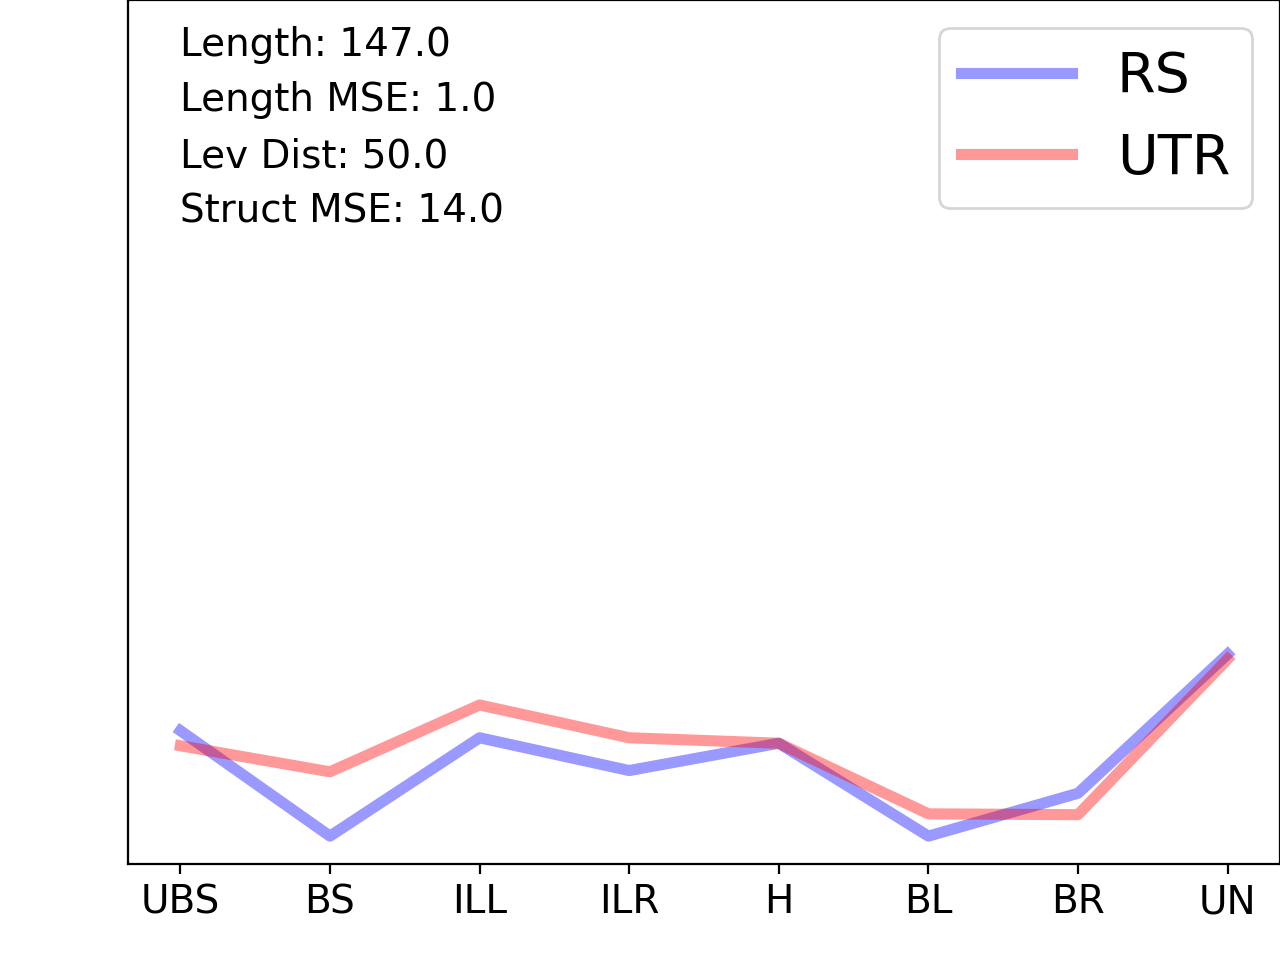 Length: 147.0
Length MSE: 1.0
Lev Dist: 50.0
Struct MSE: 14.0
RS
UTR
UBS BS ILL ILR H BL BR UN